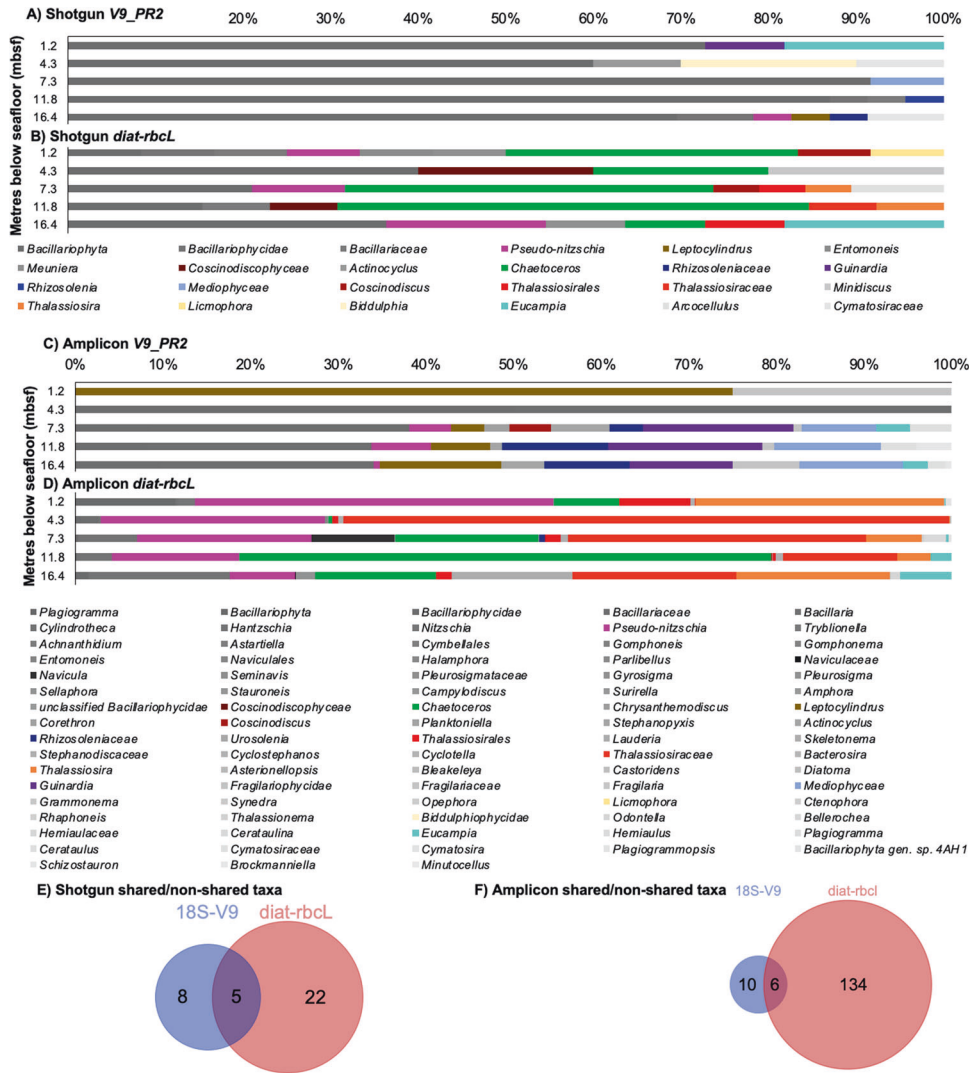 A) Shotgun V9_PR2
20% 30% 40% 50% 60% 70% 80% 90% 100%
Metres below seafloor (mbsf)
1.2
4.3
7.3
11.8
16.4
B) Shotgun diat-rbcL
1.2
4.3
7.3
11.8
16.4
Bacillariophyta Bacillariophycidae Bacillariaceae Pseudo-nitzschia Leptocylindrus Entomoneis
Meuniera Coscinodiscophyceae Actinocyclus Chaetoceros Rhizosoleniaceae Guinardia
Rhizosolenia Mediophyceae Coscinodiscus Thalassiosirales Thalassiosiraceae Minidiscus
Thalassiosira Licmophora Biddulphia Eucampia Arcocellulus Cymatosiraceae
C) Amplicon V9_PR2
0% 10% 20% 30% 40% 50% 60% 70% 80% 90% 100%
Metres below seafloor (mbsf)
1.2
4.3
7.3
11.8
16.4
D) Amplicon diat-rbcL
1.2
4.3
7.3
11.8
16.4
Plagiogramma Bacillariophyta Bacillariophycidae Bacillariaceae Bacillaria
Cylindrotheca Hantzschia Nitzschia Pseudo-nitzschia Tryblionella
Achnanthidium Astartiella Cymbellales Gomphoneis Gomphonema
Entomoneis Naviculales Halamphora Parlibellus Naviculaceae
Navicula Seminavis Pleurosigmataceae Gyrosigma Pleurosigma
Sellaphora Stauroneis Campylodiscus Surirella Amphora
unclassified Bacillariophycidae Coscinodiscophyceae Chaetoceros Chrysanthemodiscus Leptocylindrus
Corethron Coscinodiscus Planktoniella Stephanopyxis Actinocyclus
Rhizosoleniaceae Urosolenia Thalassiosirales Lauderia Skeletonema
Stephanodiscaceae Cyclostephanos Cyclotella Thalassiosiraceae Bacterosira
Thalassiosira Asterionellopsis Bleakeleya Castoridens Diatoma
Guinardia Fragilariophycidae Fragilariaceae Fragilaria Mediophyceae
Grammonema Synedra Opephora Licmophora Ctenophora
Rhaphoneis Thalassionema Biddulphiophycidae Odontella Bellerochea
Hemiaulaceae Cerataulina Eucampia Hemiaulus Plagiogramma
Cerataulus Cymatosiraceae Cymatosira Plagiogrammopsis Bacillariophyta gen. sp. 4AH1
Schizostauron Brockmanniella Minutocellus
E) Shotgun shared/non-shared taxa
18S-V9 diat-rbcL
8 5 22
F) Amplicon shared/non-shared taxa
18S-V9 diat-rbcl
10 6 134